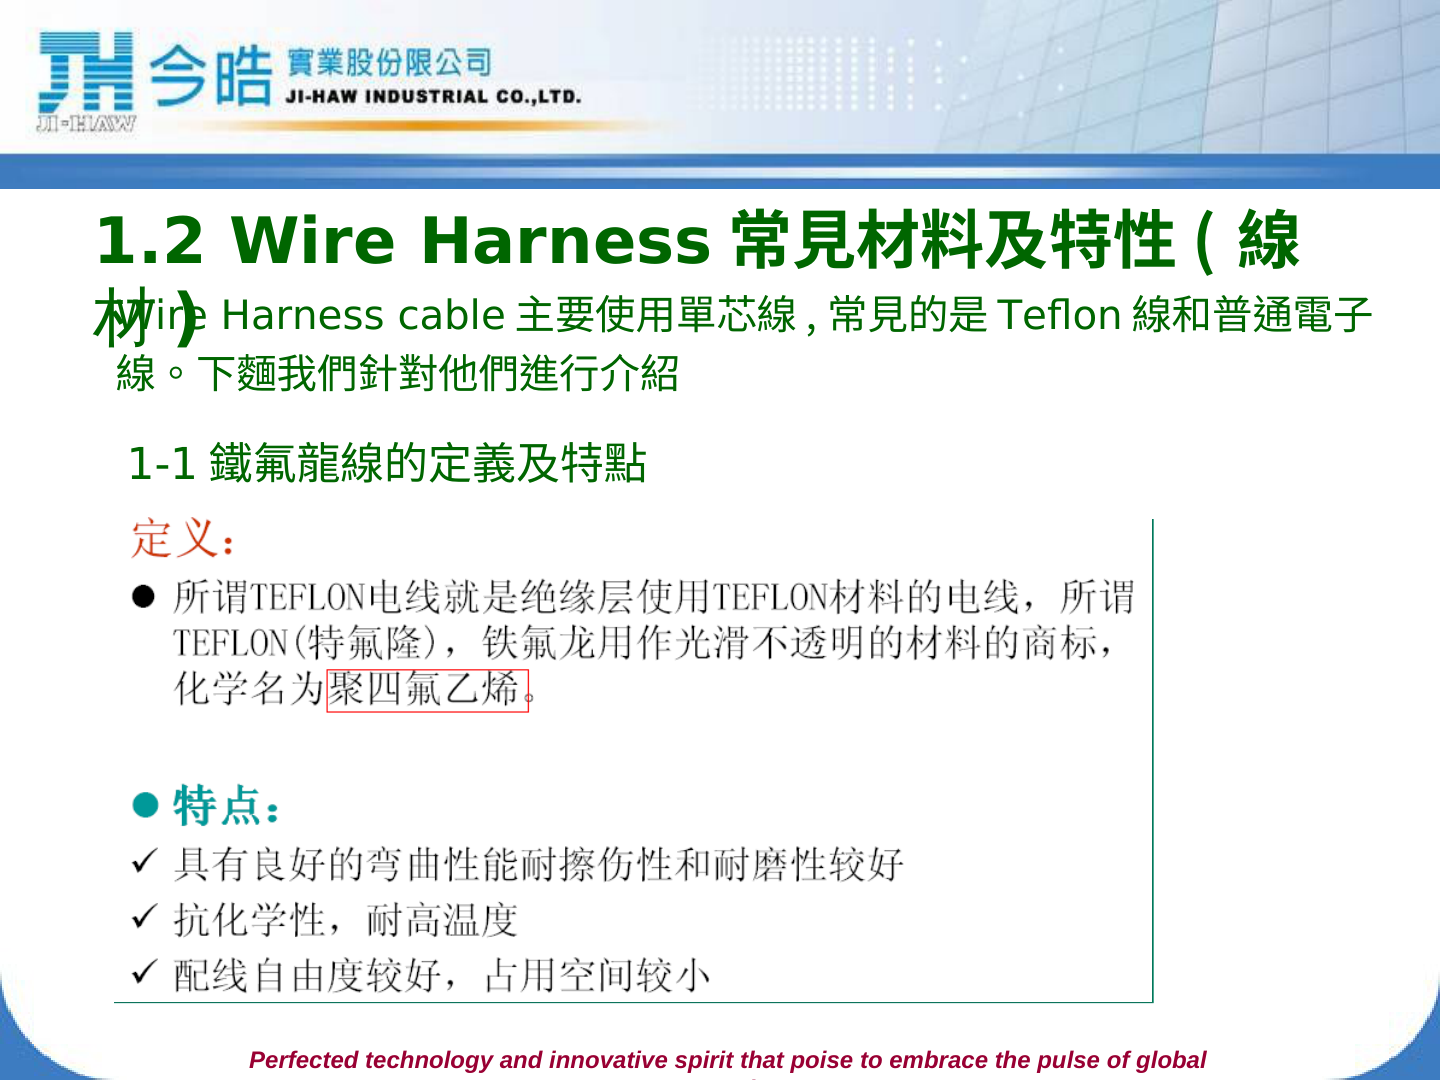 JH 今皓 實業股份限公司
JI-HAW INDUSTRIAL CO.,LTD.
JI-HAW
1.2 Wire Harness 常見材料及特性 ( 線
材 )
Wire Harness cable 主要使用單芯線 , 常見的是 Teflon 線和普通電子
線。下麵我們針對他們進行介紹
1-1 鐵氟龍線的定義及特點
定义：
● 所谓TEFLON电线就是绝缘层使用TEFLON材料的电线，所谓
TEFLON(特氟隆)，铁氟龙用作光滑不透明的材料的商标，
化学名为聚四氟乙烯。
● 特点：
✓ 具有良好的弯曲性能耐擦伤性和耐磨性较好
✓ 抗化学性，耐高温度
✓ 配线自由度较好，占用空间较小
Perfected technology and innovative spirit that poise to embrace the pulse of global